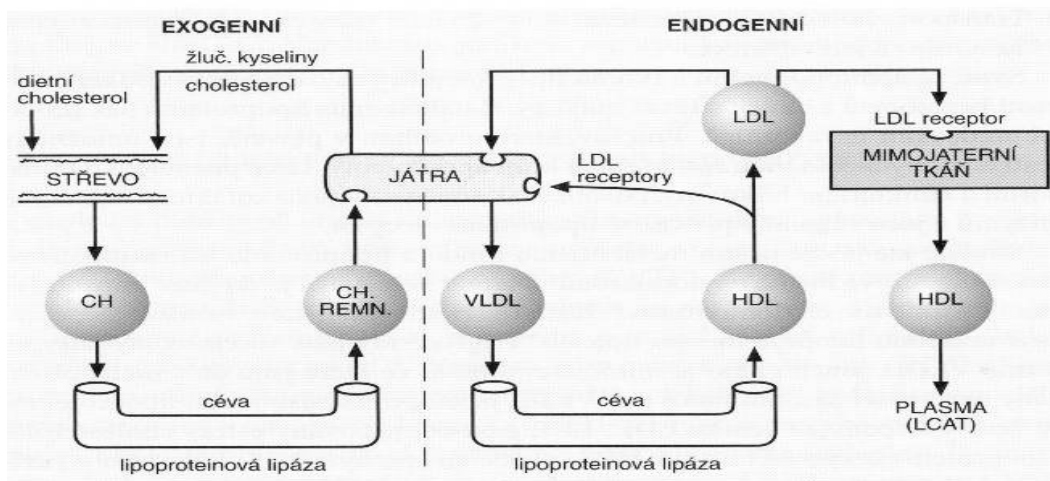 EXOGENNÍ
ENDOGENNÍ
žluč. kyseliny
cholesterol
dietní
cholesterol
STŘEVO
JÁTRA
LDL
receptory
LDL
LDL receptor
MIMOJATERNÍ
TKÁŇ
CH
CH.
REMN.
VLDL
HDL
HDL
céva
céva
PLASMA
(LCAT)
lipoproteinová lipáza
lipoproteinová lipáza